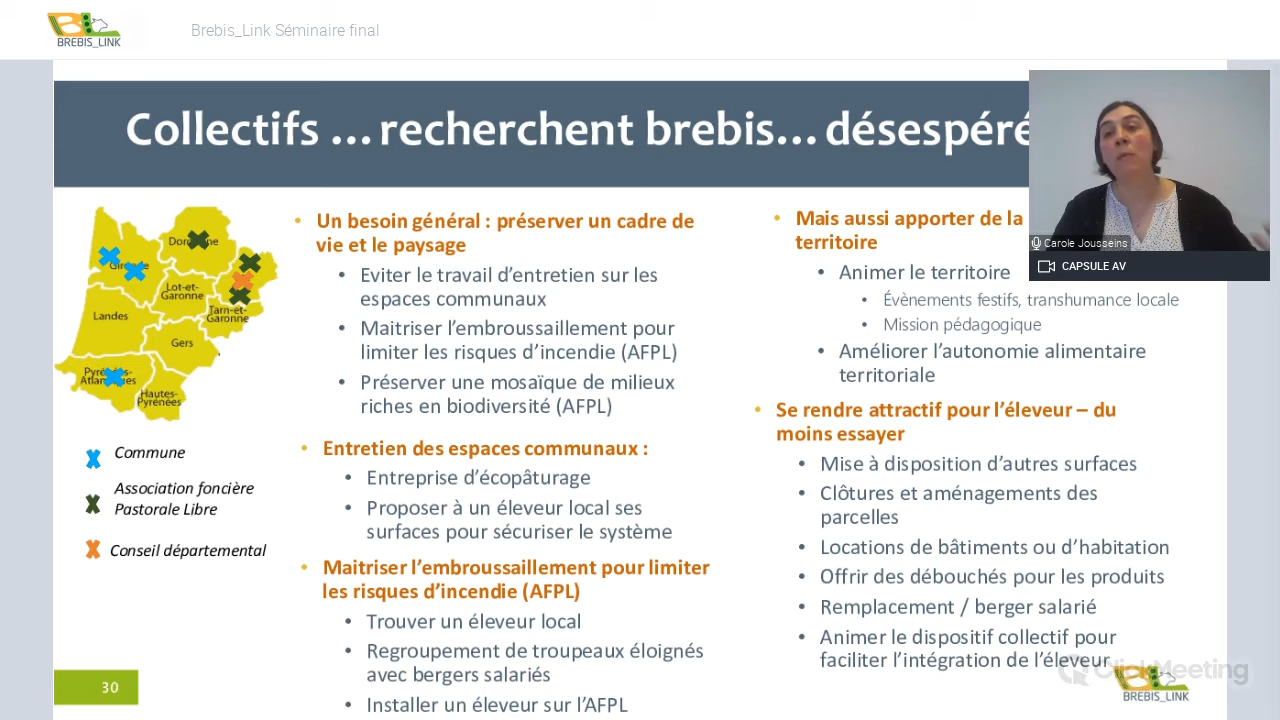 BREBIS_LINK
Brebis_Link Séminaire final
Collectifs … recherchent brebis… désespéré
Carole Jousseins
CAPSULE AV
Gironde
Lot-et-
Garonne
Landes
Tarn-et-
Garonne
Gers
Pyrénées-
Atlantiques
Hautes-
Pyrénées
Commune
Association foncière
Pastorale Libre
Conseil départemental
• Un besoin général : préserver un cadre de
vie et le paysage
• Eviter le travail d’entretien sur les
espaces communaux
• Maitriser l’embroussaillement pour
limiter les risques d’incendie (AFPL)
• Préserver une mosaïque de milieux
riches en biodiversité (AFPL)
• Entretien des espaces communaux :
• Entreprise d’écopâturage
• Proposer à un éleveur local ses
surfaces pour sécuriser le système
• Maitriser l’embroussaillement pour limiter
les risques d’incendie (AFPL)
• Trouver un éleveur local
• Regroupement de troupeaux éloignés
avec bergers salariés
• Installer un éleveur sur l’AFPL
• Mais aussi apporter de la
territoire
• Animer le territoire
• Évènements festifs, transhumance locale
• Mission pédagogique
• Améliorer l’autonomie alimentaire
territoriale
• Se rendre attractif pour l’éleveur – du
moins essayer
• Mise à disposition d’autres surfaces
• Clôtures et aménagements des
parcelles
• Locations de bâtiments ou d’habitation
• Offrir des débouchés pour les produits
• Remplacement / berger salarié
• Animer le dispositif collectif pour
faciliter l’intégration de l’éleveur
ClickMeeting
BREBIS_LINK
30